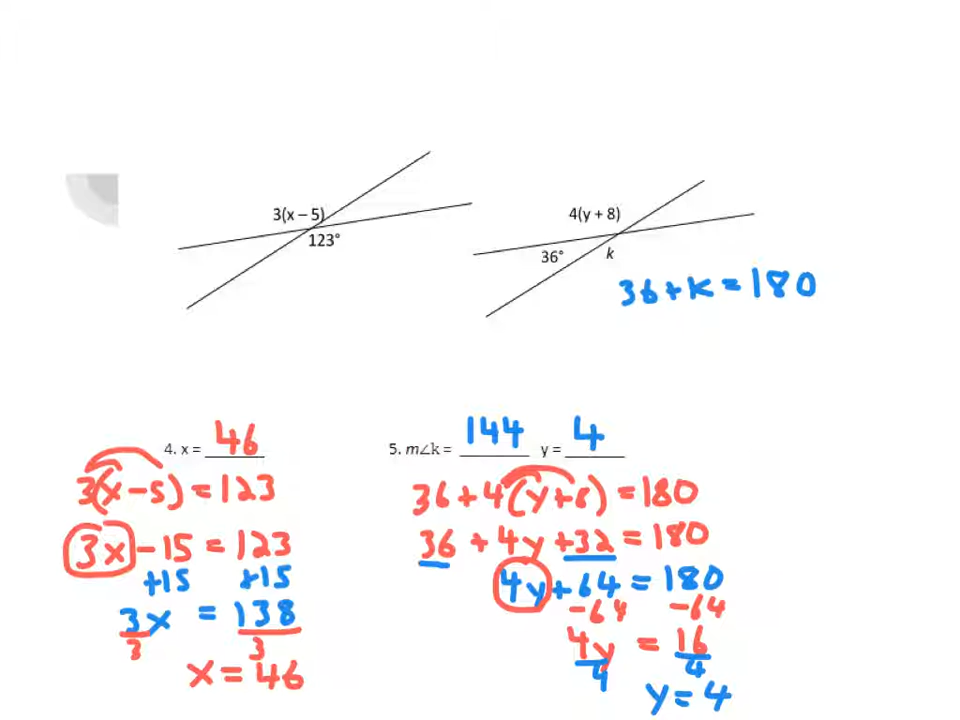 3(x – 5)
123°
4(y + 8)
36°
k
36+k=180
4. x = 46
3(x-5)=123
3x-15=123
+15 +15
3x = 138
3 3
x=46
5. m∠k = 144 y = 4
36+4(y+8)=180
36 + 4y +32 = 180
4y+64 = 180
-64 -64
4y = 16
4 4
y=4